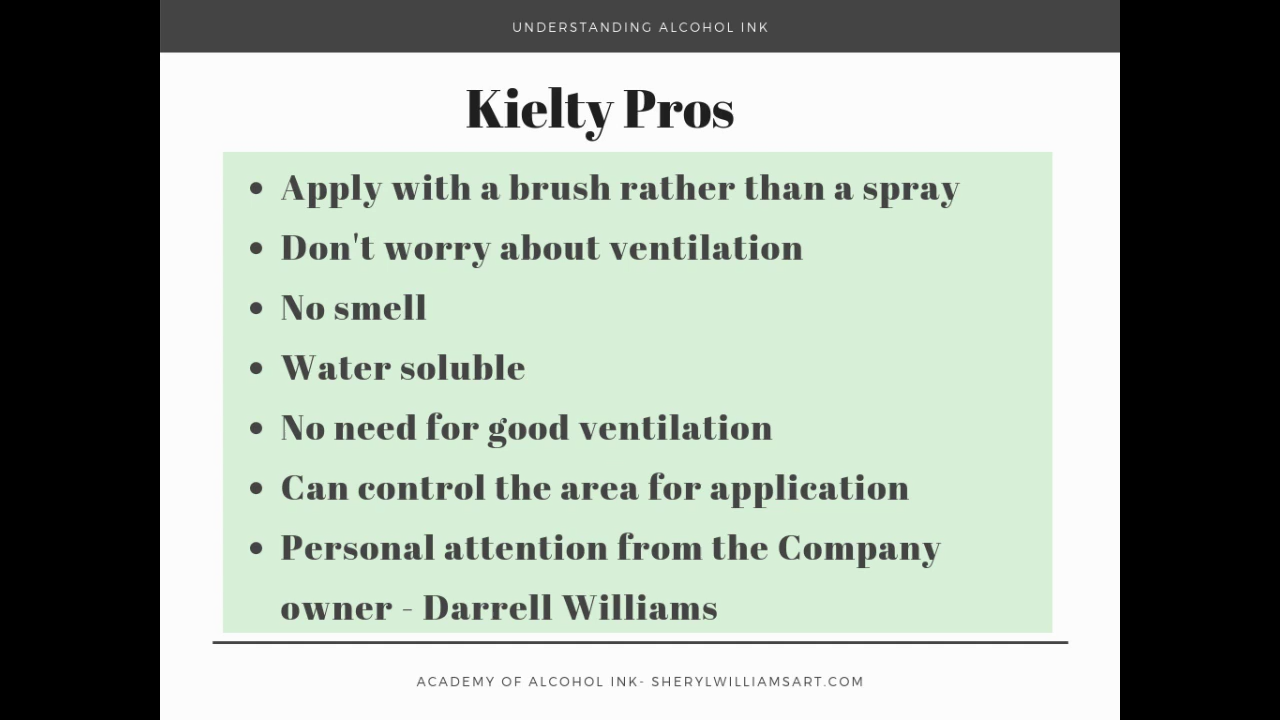 UNDERSTANDING ALCOHOL INK
Kielty Pros
• Apply with a brush rather than a spray
• Don't worry about ventilation
• No smell
• Water soluble
• No need for good ventilation
• Can control the area for application
• Personal attention from the Company
owner - Darrell Williams
ACADEMY OF ALCOHOL INK- SHERYLWILLIAMSART.COM